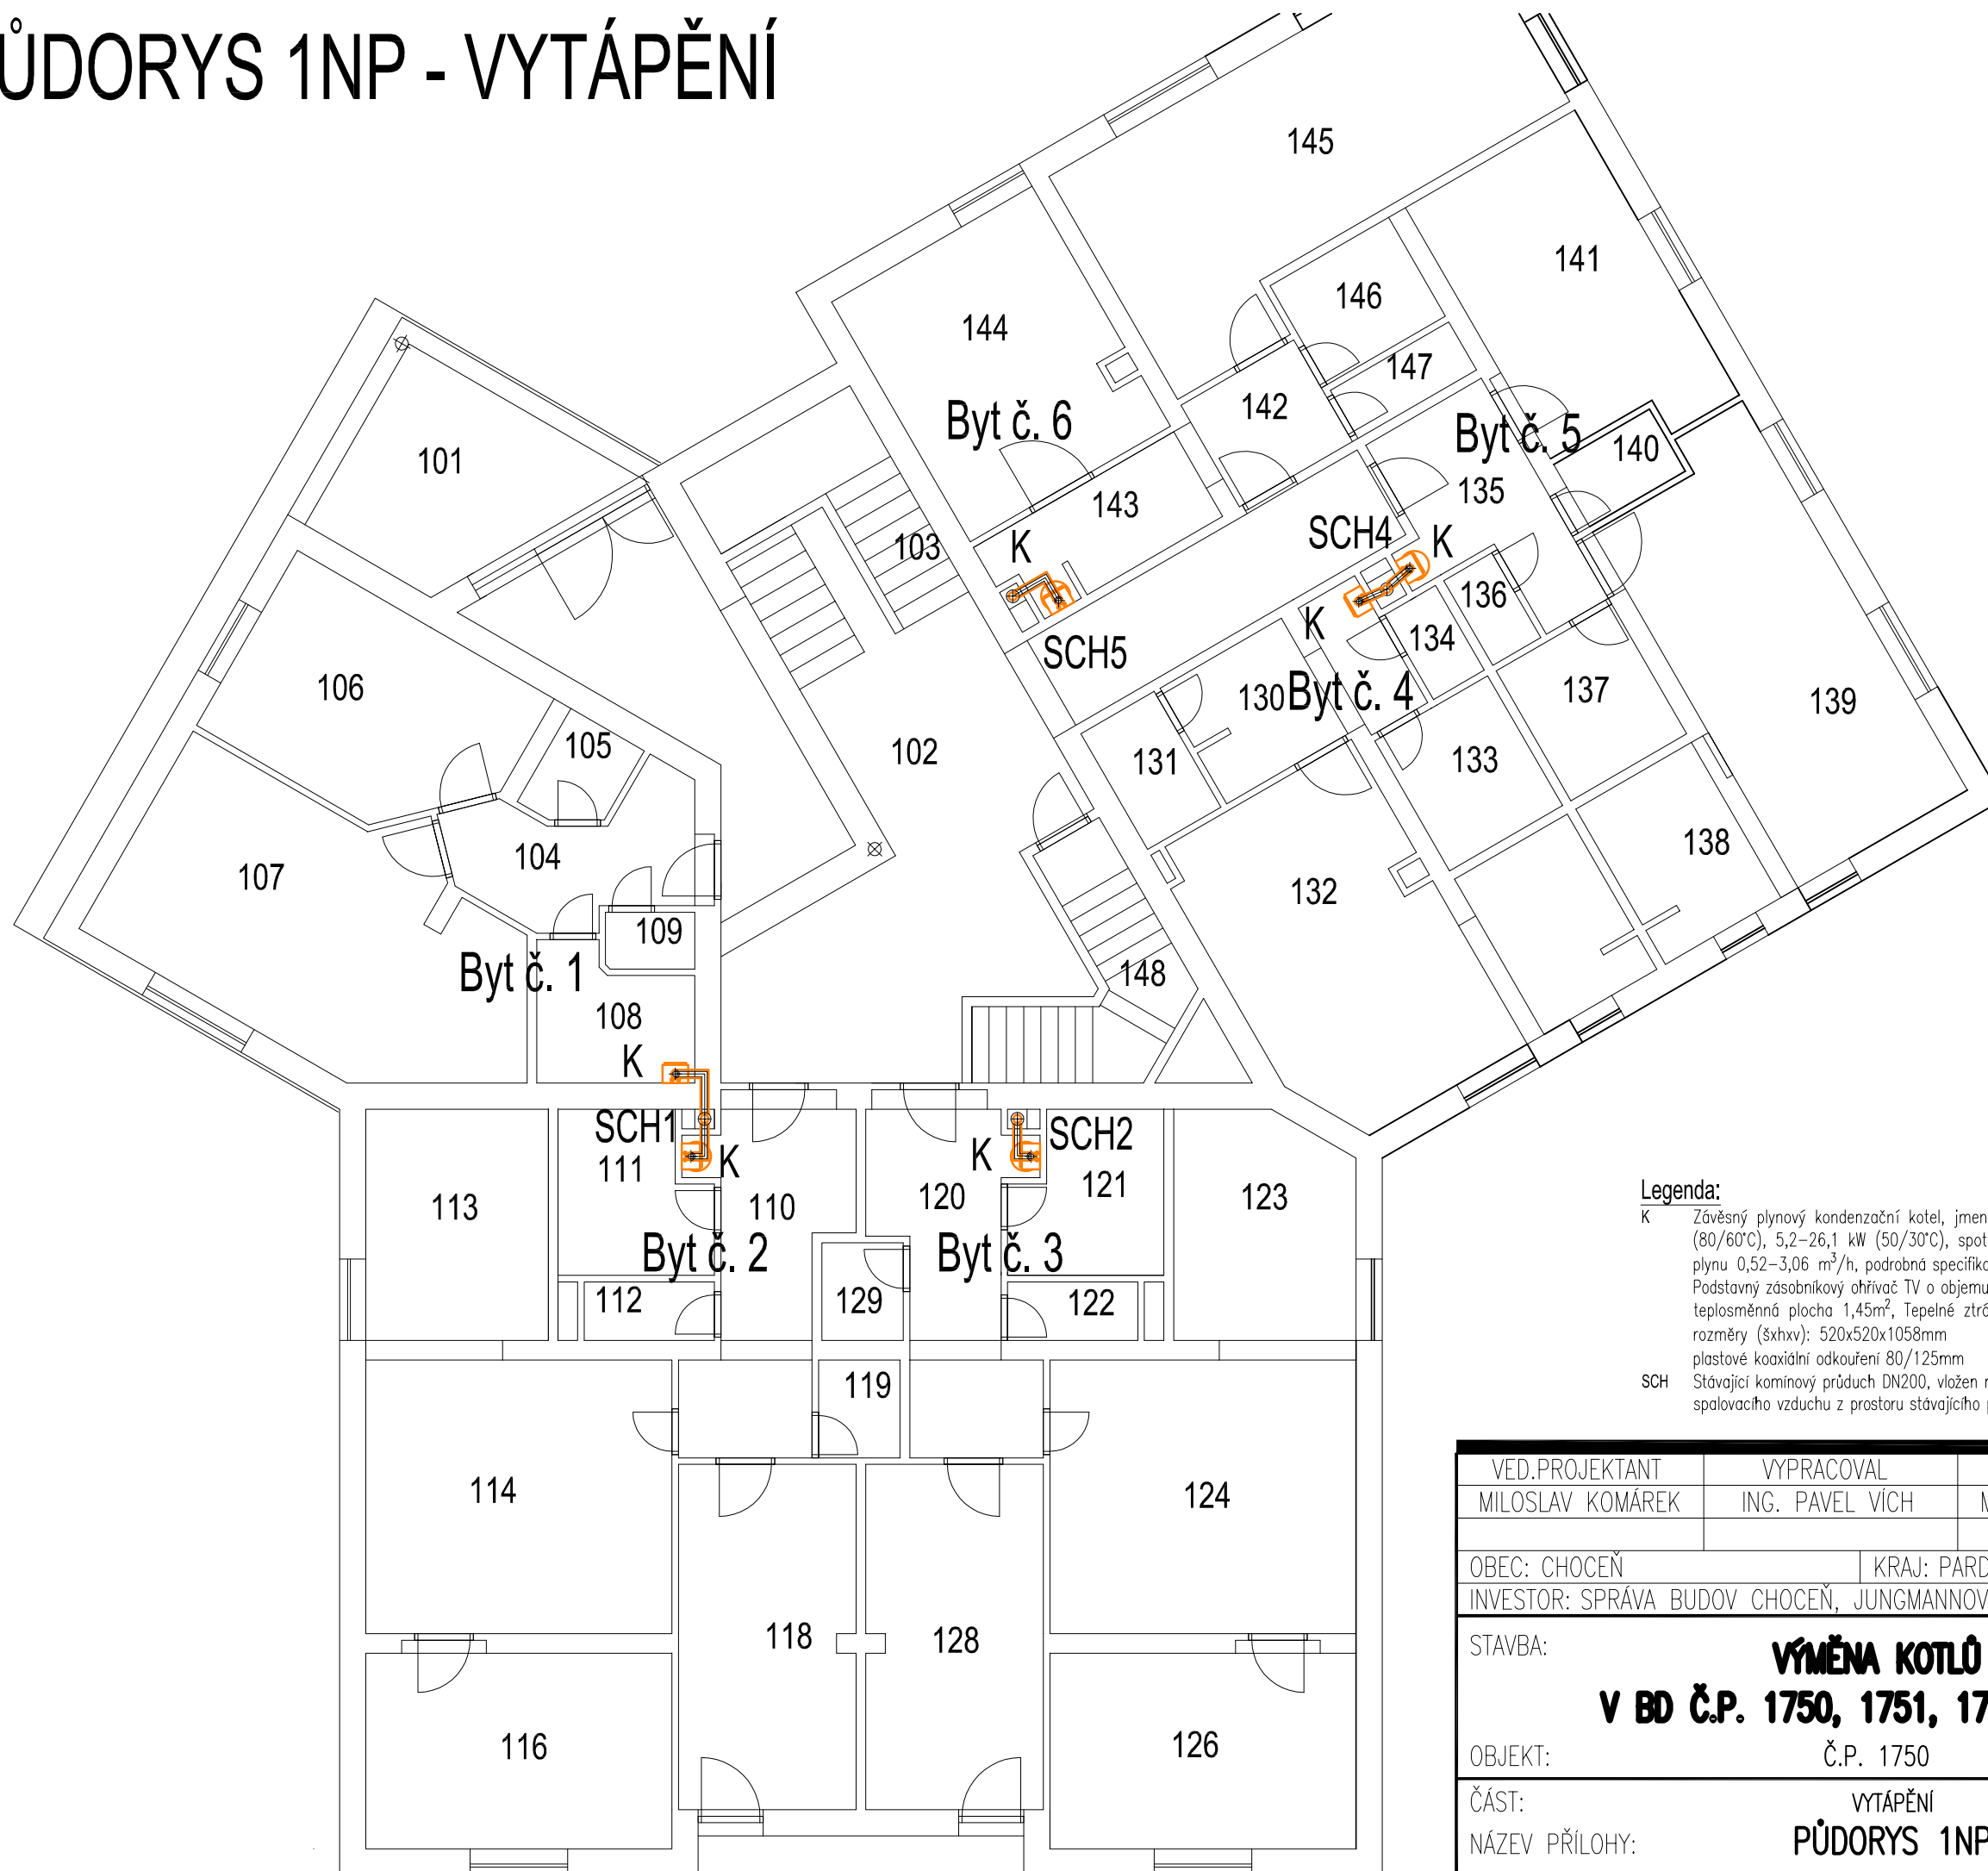 ŮDORYS 1NP - VYTÁPĚNÍ
145
141
146
144
147
142
Byt č. 6
Byt č. 5
140
101
135
143
SCH4
K
103
K
136
K
134
SCH5
106
130
Byt č. 4
137
139
105
102
131
133
138
104
107
132
109
Byt č. 1
148
108
K
SCH1
K
K
SCH2
111
121
113
110
120
123
Byt č. 2
Byt č. 3
112
129
122
119
114
124
118
128
116
126
Legenda:
K Závěsný plynový kondenzační kotel, jmen
(80/60°C), 5,2-26,1 kW (50/30°C), spot
plynu 0,52-3,06 m³/h, podrobná specifika
Podstavný zásobníkový ohřívač TV o objemu
teplosměnná plocha 1,45m², Tepelné ztrá
rozměry (šxhxv): 520x520x1058mm
plastové koaxiální odkouření 80/125mm
SCH Stávající komínový průduch DN200, vložen
spalovacího vzduchu z prostoru stávajícího
VED.PROJEKTANT VYPRACOVAL
MILOSLAV KOMÁREK ING. PAVEL VÍCH M
OBEC: CHOCEŇ KRAJ: PARD
INVESTOR: SPRÁVA BUDOV CHOCEŇ, JUNGMANNOV
STAVBA: VÝMĚNA KOTLŮ
V BD Č.P. 1750, 1751, 17
OBJEKT: Č.P. 1750
ČÁST: VYTÁPĚNÍ
NÁZEV PŘÍLOHY: PŮDORYS 1NP